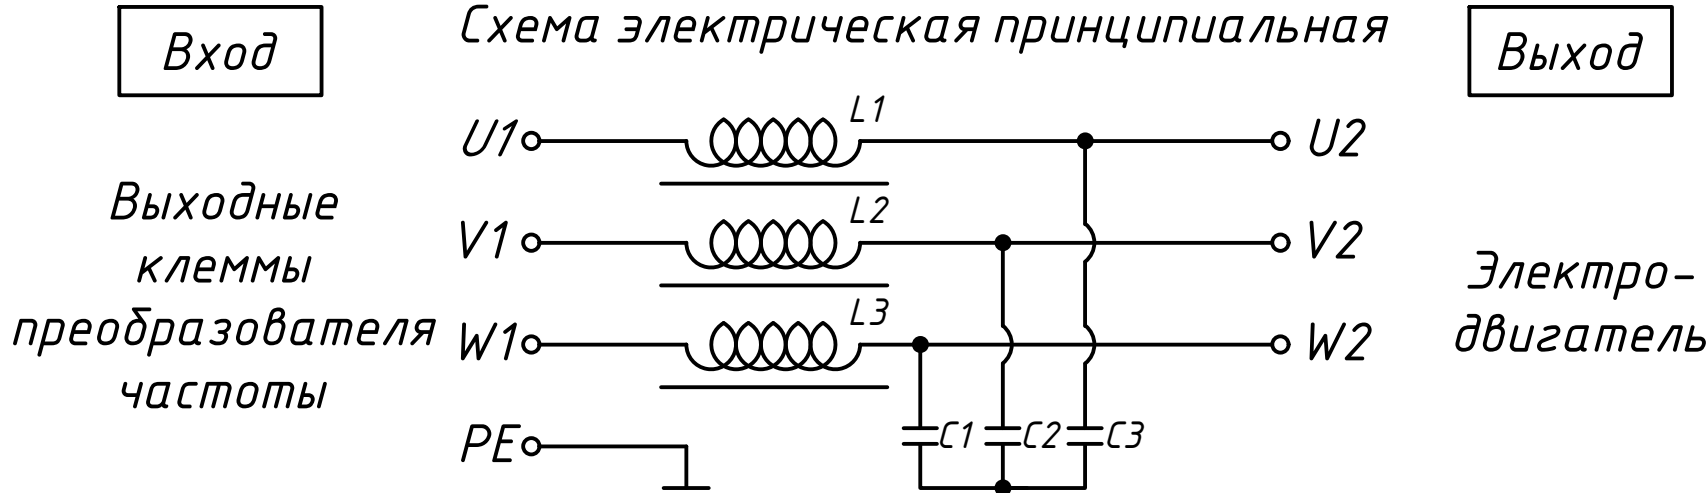 Схема электрическая принципиальная
Вход
Выход
U1
L1
U2
V1
L2
V2
W1
L3
W2
PE
C1
C2
C3
Выходные
клеммы
преобразователя
частоты
Электро-
двигатель